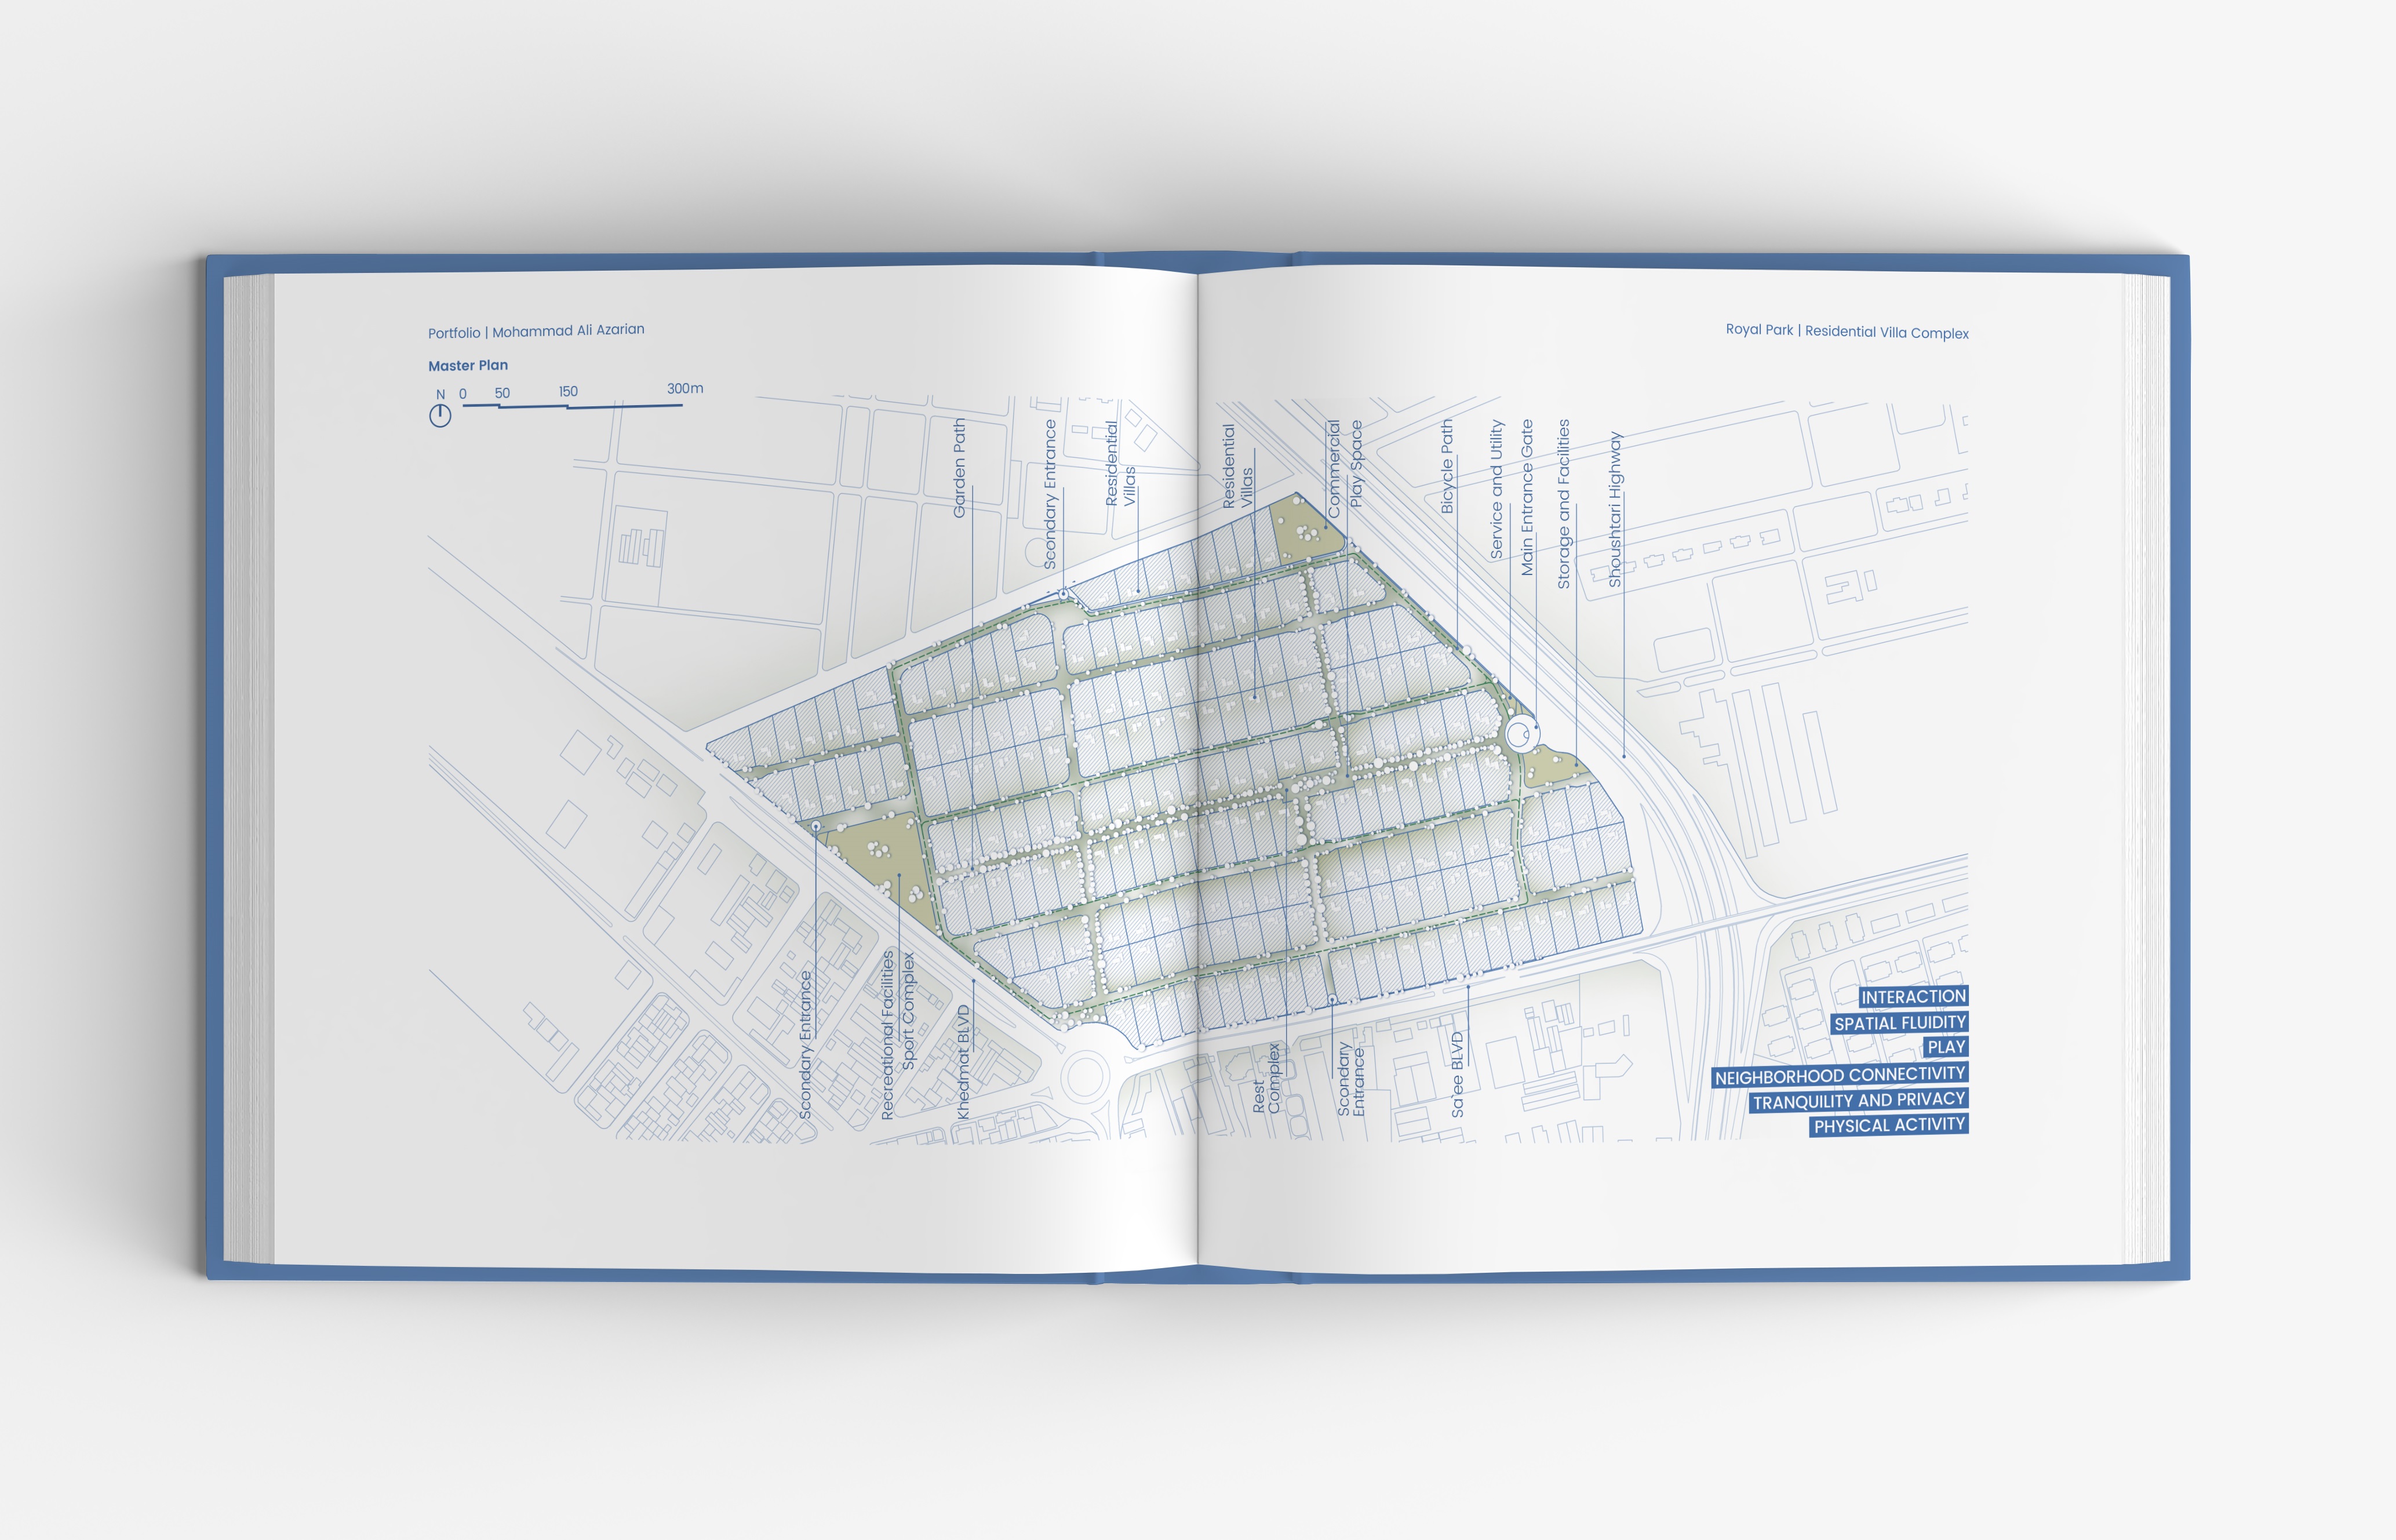 Portfolio | Mohammad Ali Azarian
Royal Park | Residential Villa Complex
Master Plan
N 0 50 150 300m
Garden Path
Scondary Entrance
Residential
Villas
Residential
Villas
Commercial
Play Space
Bicycle Path
Service and Utility
Main Entrance Gate
Storage and Facilities
Shoushtari Highway
Scondary Entrance
Recreational Facilities
Sport Complex
Khedmat BLVD
Rest
Complex
Scondary
Entrance
Sa'ee BLVD
INTERACTION
SPATIAL FLUIDITY
PLAY
NEIGHBORHOOD CONNECTIVITY
TRANQUILITY AND PRIVACY
PHYSICAL ACTIVITY